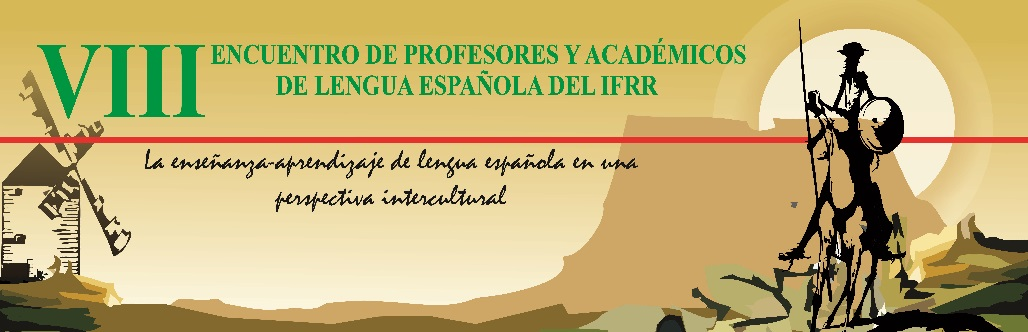 VIII ENCUENTRO DE PROFESORES Y ACADÉMICOS
DE LENGUA ESPAÑOLA DEL IFRR
La enseñanza-aprendizaje de lengua española en una
perspectiva intercultural